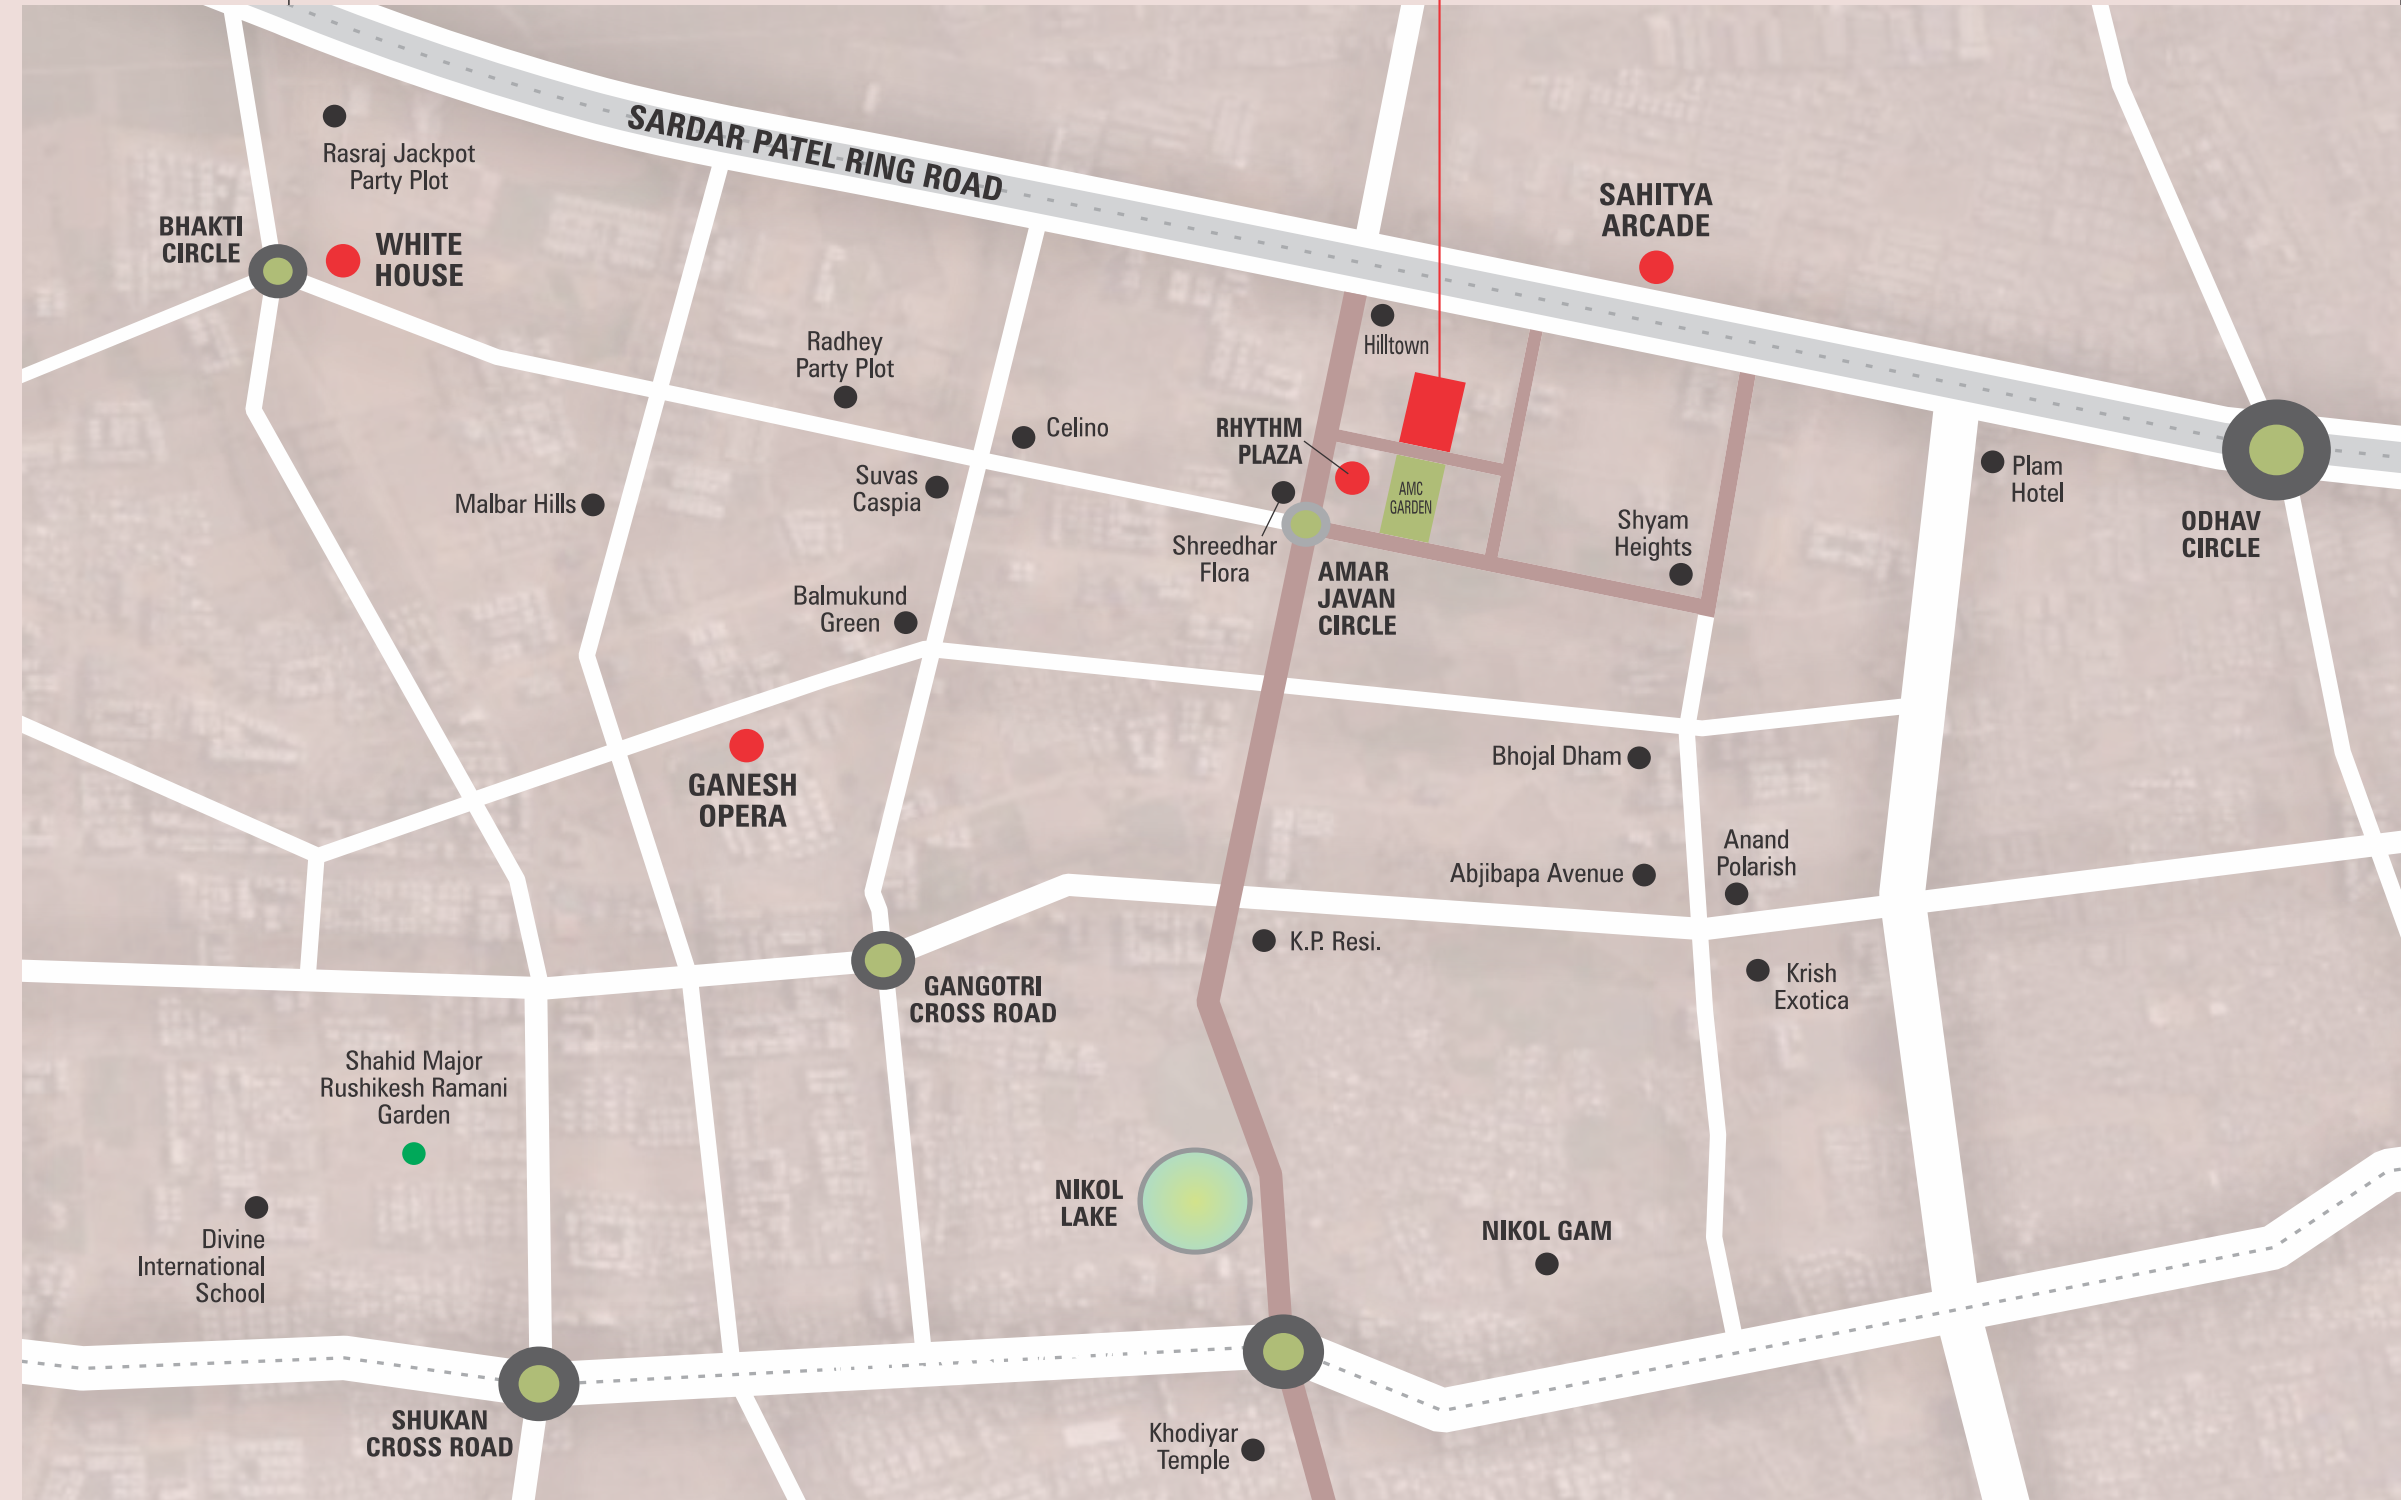 SARDAR PATEL RING ROAD
Rasraj Jackpot
Party Plot
BHAKTI
CIRCLE
WHITE
HOUSE
SAHITYA
ARCADE
Radhey
Party Plot
Hilltown
Celino
RHYTHM
PLAZA
Suvas
Caspia
Malbar Hills
AMC
GARDEN
Plam
Hotel
Shreedhar
Flora
Shyam
Heights
ODHAV
CIRCLE
AMAR
JAVAN
CIRCLE
Balmukund
Green
GANESH
OPERA
Bhojal Dham
Abjibapa Avenue
Anand
Polarish
K.P. Resi.
Krish
Exotica
GANGOTRI
CROSS ROAD
Shahid Major
Rushikesh Ramani
Garden
NIKOL
LAKE
NIKOL GAM
Divine
International
School
SHUKAN
CROSS ROAD
Khodiyar
Temple